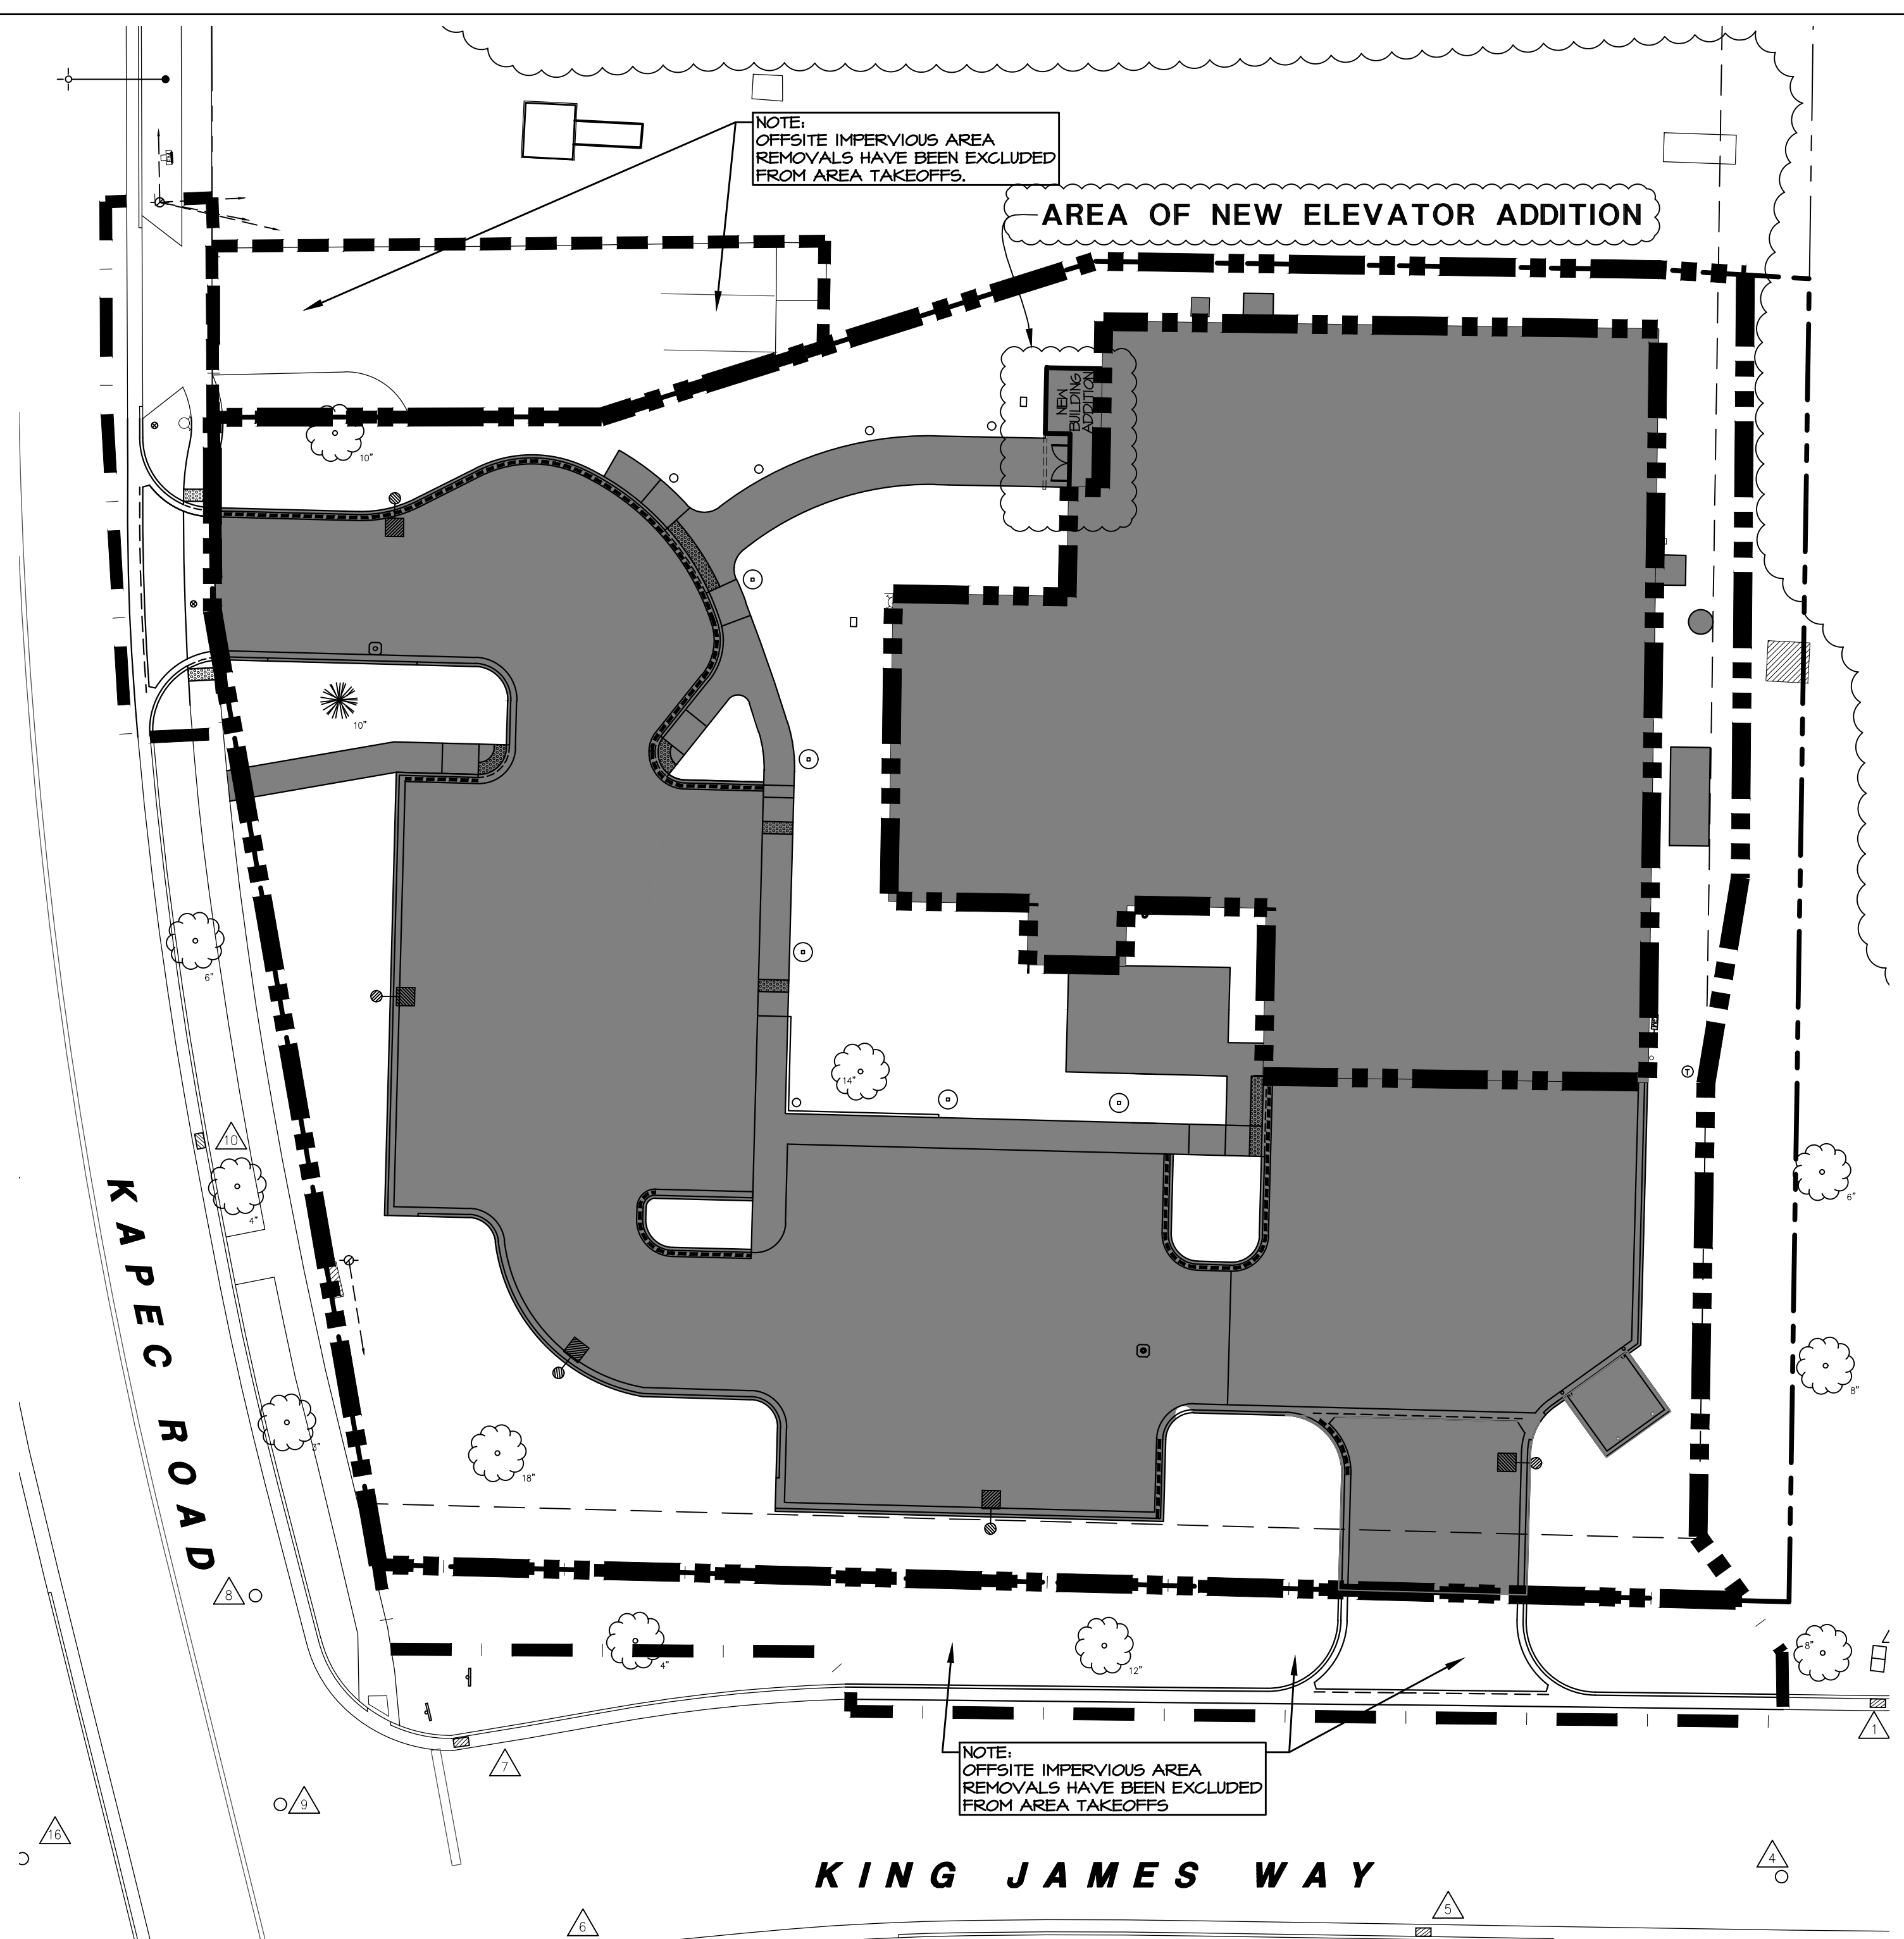 NOTE:
OFFSITE IMPERVIOUS AREA
REMOVALS HAVE BEEN EXCLUDED
FROM AREA TAKEOFFS.
AREA OF NEW ELEVATOR ADDITION
NEW
BUILDING
ADDITION
10"
10"
6"
14"
10
4"
6"
KAPEC ROAD
3"
8"
18"
8
4"
12"
8"
1
7
NOTE:
OFFSITE IMPERVIOUS AREA
REMOVALS HAVE BEEN EXCLUDED
FROM AREA TAKEOFFS
9
16
KING JAMES WAY
4
5
6
T